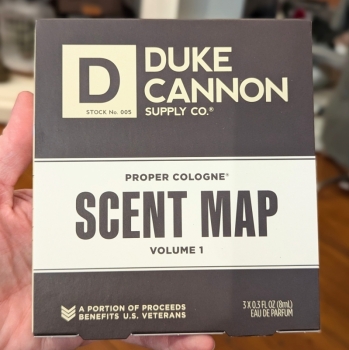 D
STOCK No. 005
DUKE
CANNON
SUPPLY CO.®
PROPER COLOGNE®
SCENT MAP
VOLUME 1
A PORTION OF PROCEEDS
BENEFITS U.S. VETERANS
3 X 0.3 FL OZ (8mL)
EAU DE PARFUM